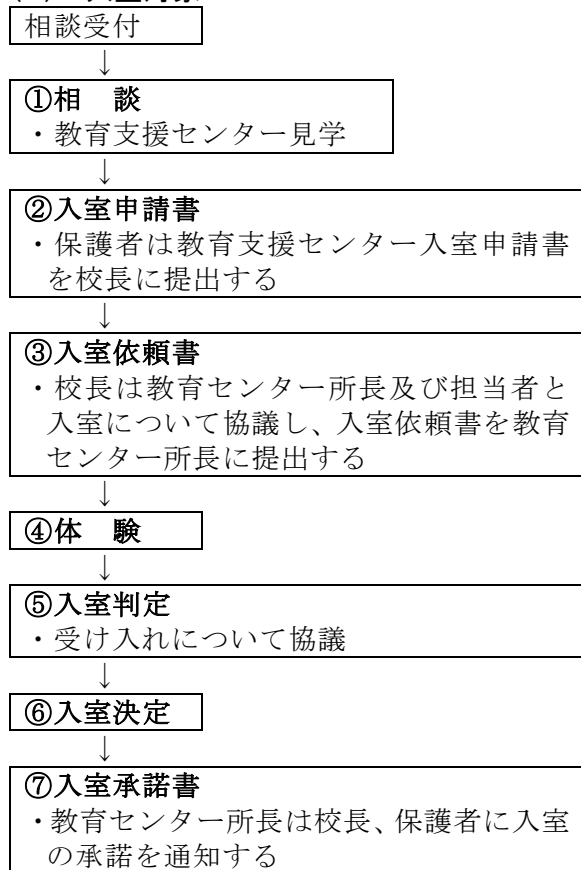 相談受付
↓
①相　談
・教育支援センター見学
↓
②入室申請書
・保護者は教育支援センター入室申請書
を校長に提出する
↓
③入室依頼書
・校長は教育センター所長及び担当者と
入室について協議し、入室依頼書を教育
センター所長に提出する
↓
④体　験
↓
⑤入室判定
・受け入れについて協議
↓
⑥入室決定
↓
⑦入室承諾書
・教育センター所長は校長、保護者に入室
の承諾を通知する